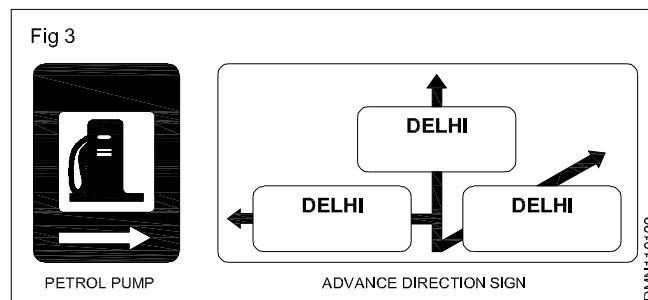 Fig 3
DELHI
DELHI
DELHI
PETROL PUMP
ADVANCE DIRECTION SIGN